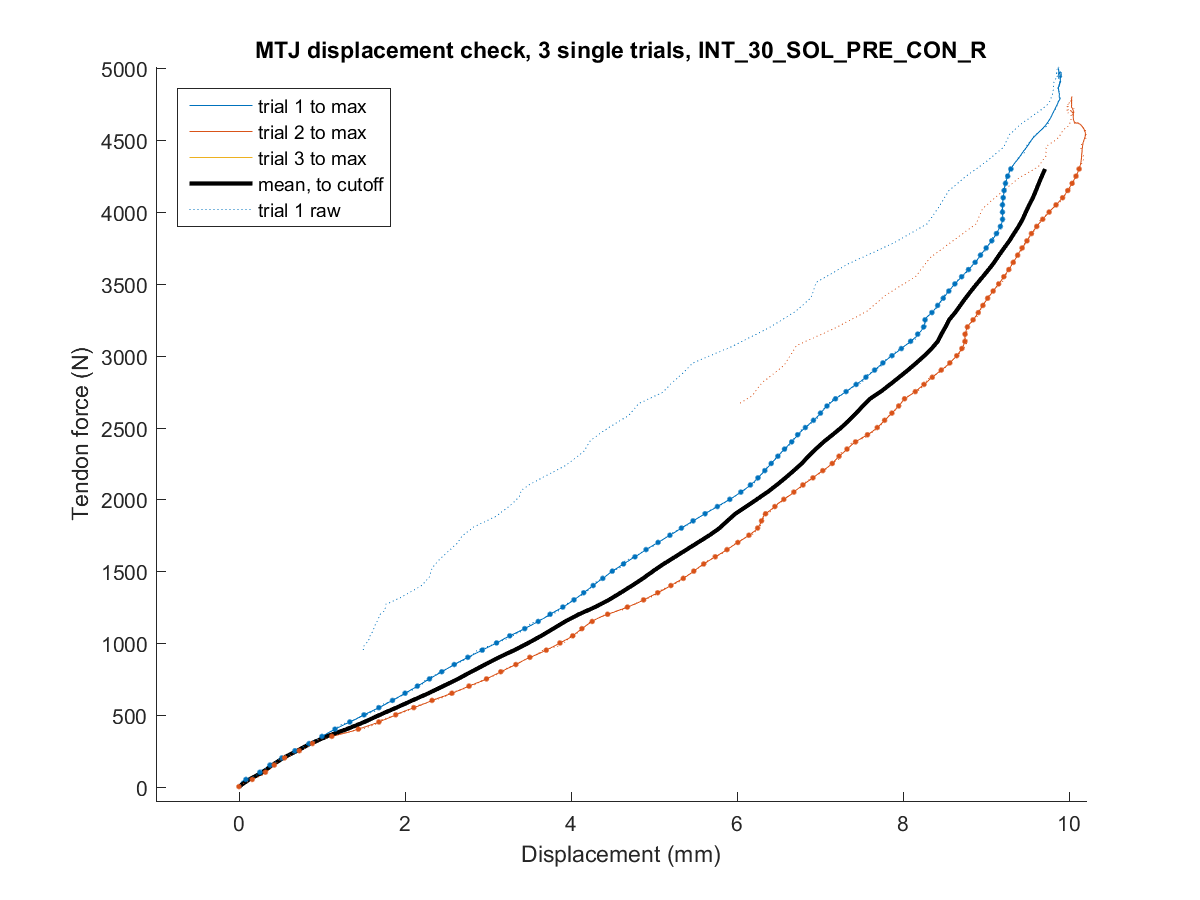 MTJ displacement check, 3 single trials, INT_30_SOL_PRE_CON_R
5000
4500
4000
3500
3000
2500
2000
1500
1000
500
0
Tendon force (N)
trial 1 to max
trial 2 to max
trial 3 to max
mean, to cutoff
trial 1 raw
0 2 4 6 8 10
Displacement (mm)